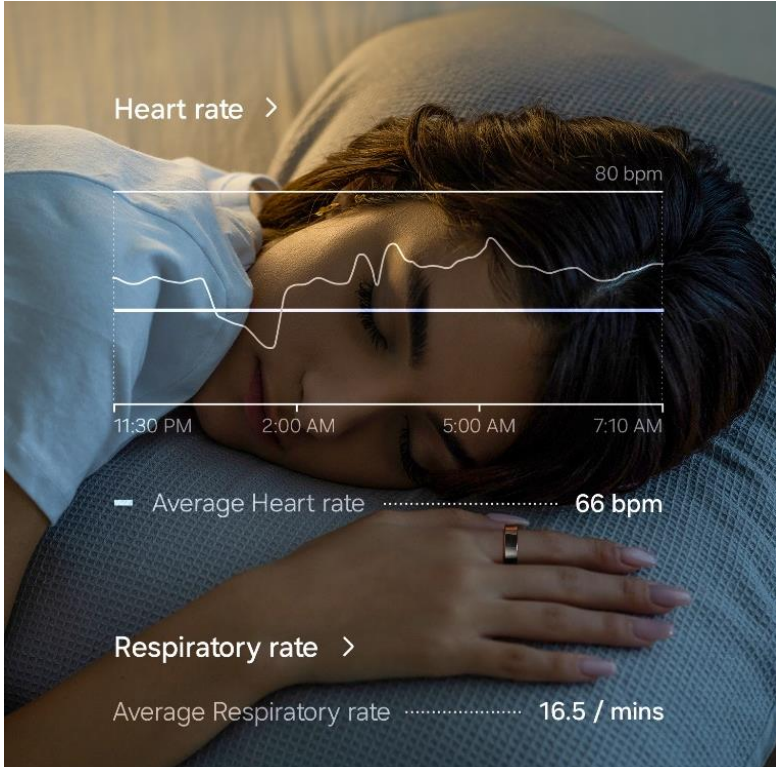 Heart rate >
80 bpm
11:30 PM 2:00 AM 5:00 AM 7:10 AM
Average Heart rate 66 bpm
Respiratory rate >
Average Respiratory rate 16.5 / mins